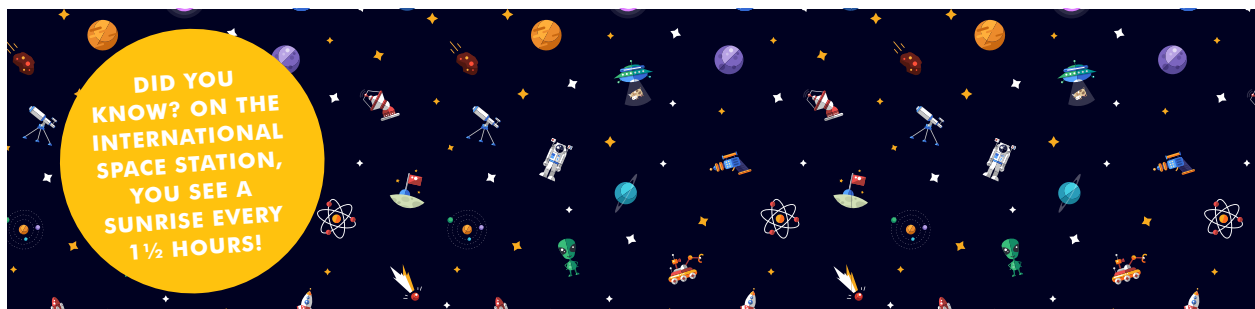 DID YOU
KNOW? ON THE
INTERNATIONAL
SPACE STATION,
YOU SEE A
SUNRISE EVERY
1½ HOURS!